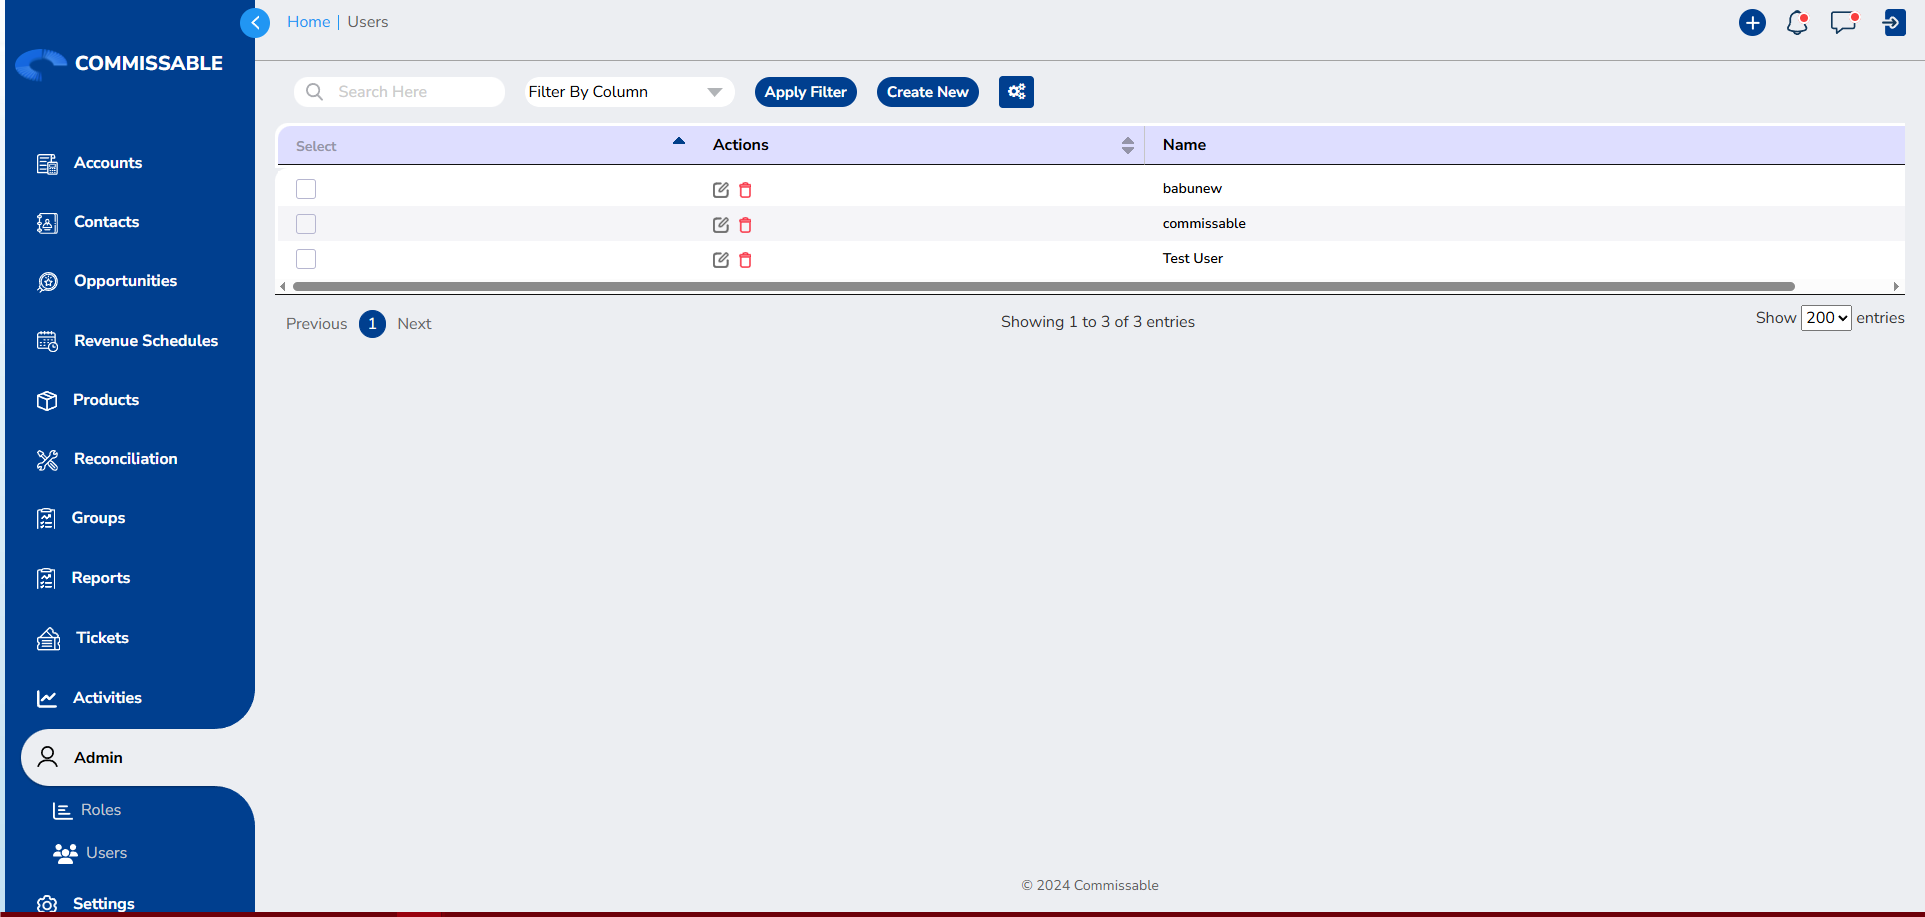 Home | Users
COMMISSABLE
Accounts
Contacts
Opportunities
Revenue Schedules
Products
Reconciliation
Groups
Reports
Tickets
Activities
Admin
Roles
Users
Settings
Search Here
Filter By Column
Apply Filter
Create New
Select Actions Name
babunew
commissable
Test User
Previous 1 Next
Showing 1 to 3 of 3 entries
Show 200 entries
© 2024 Commissable